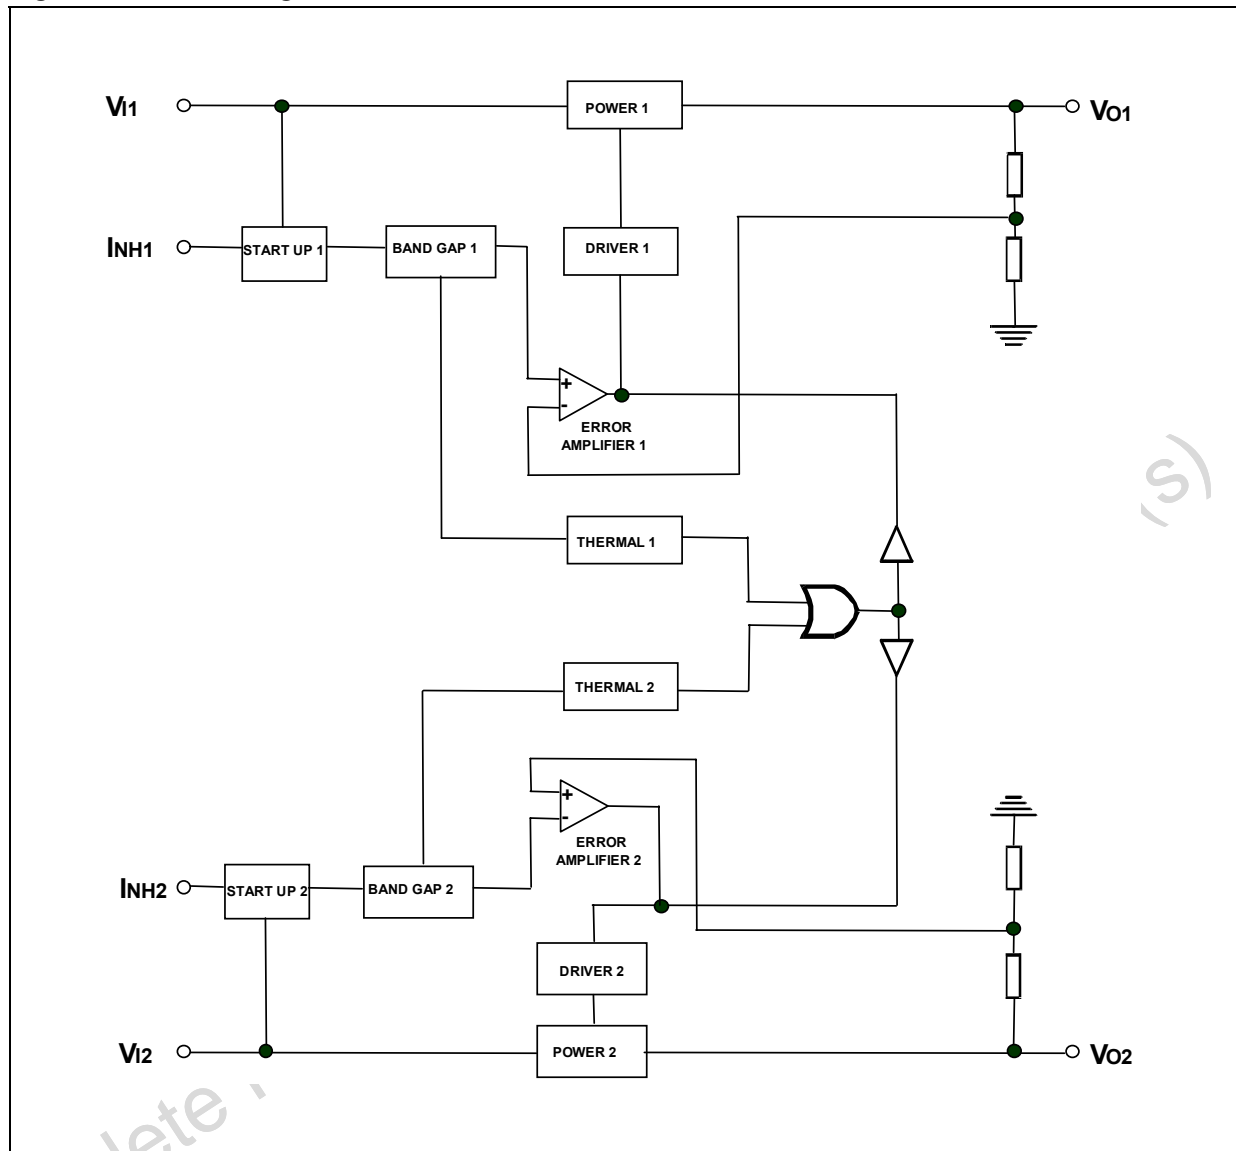 VI1
POWER 1
VO1
INH1
START UP 1
BAND GAP 1
DRIVER 1
+
-
ERROR
AMPLIFIER 1
(s)
THERMAL 1
THERMAL 2
+
-
ERROR
AMPLIFIER 2
INH2
START UP 2
BAND GAP 2
DRIVER 2
VI2
POWER 2
VO2
lete